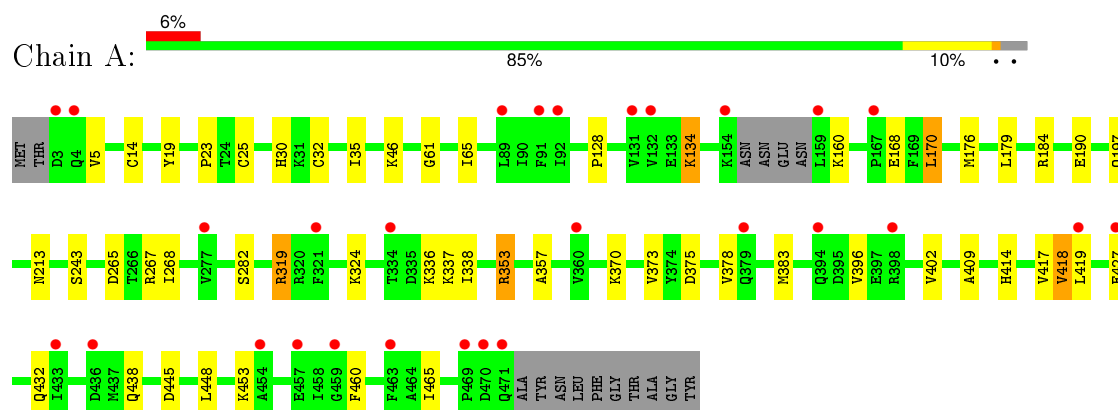 6%
Chain A:
85% 10% • •
MET THR D3 Q4 V5 C14 Y19 P23 T24 C25 H30 K31 C32 I35 K46 G61 I65 L89 I90 F91 I92 P128 V131 V132 E133 K134 K154 ASN ASN GLU ASN L159 K160 P167 E168 F169 L170 M176 L179 R184 E190
N213 S243 D265 T266 R267 I268 V277 S282 R319 R320 F321 K324 T334 D335 K336 K337 I338 R353 A357 V360 K370 V373 Y374 D375 V378 Q379 M383 Q394 D395 V396 E397 R398 V402 A409 H414 V417 V418 L419
Q432 I433 D436 M437 Q438 D445 L448 K453 A454 E457 I458 G459 F460 F463 A464 I465 P469 D470 Q471 ALA TYR ASN LEU PHE GLY THR ALA GLY TYR